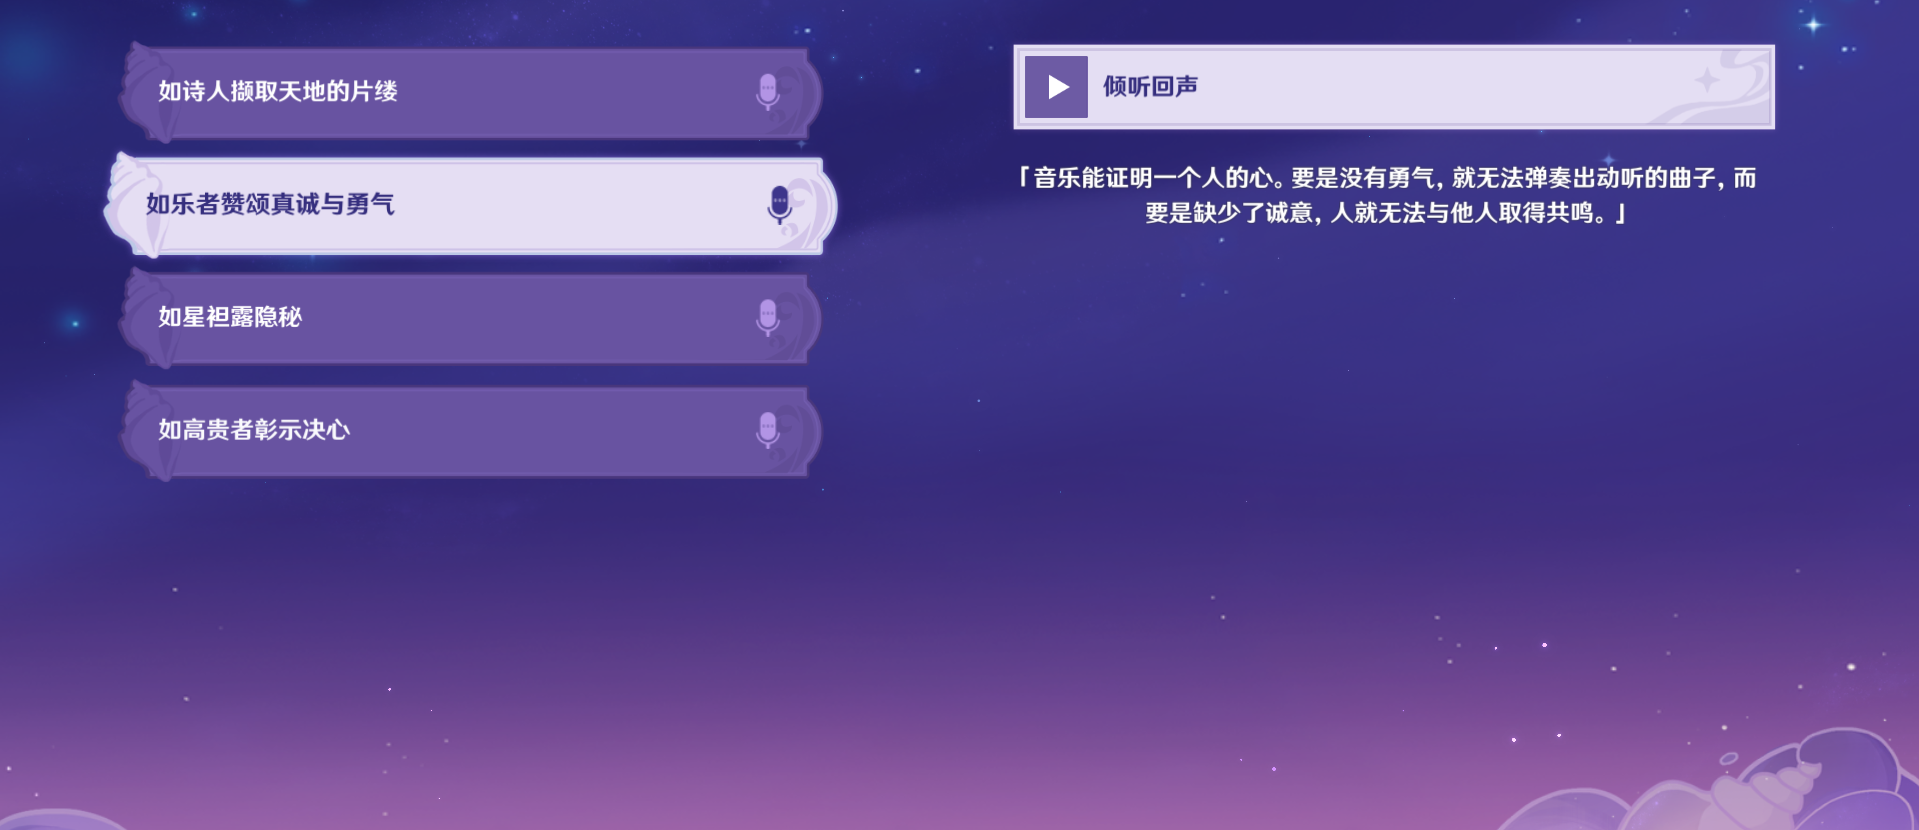 如诗人撷取天地的片缕
如乐者赞颂真诚与勇气
如星袒露隐秘
如高贵者彰示决心
倾听回声
「音乐能证明一个人的心。要是没有勇气，就无法弹奏出动听的曲子，而
要是缺少了诚意，人就无法与他人取得共鸣。」